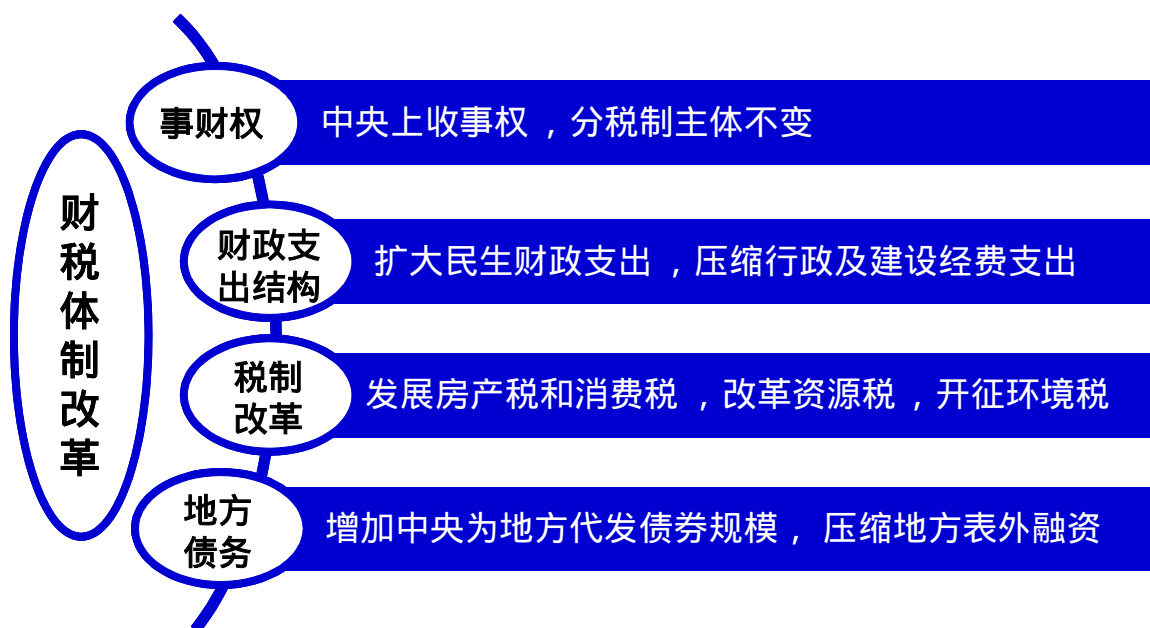 财税体制改革
事财权
中央上收事权，分税制主体不变
财政支
出结构
扩大民生财政支出，压缩行政及建设经费支出
税制
改革
发展房产税和消费税，改革资源税，开征环境税
地方
债务
增加中央为地方代发债券规模， 压缩地方表外融资